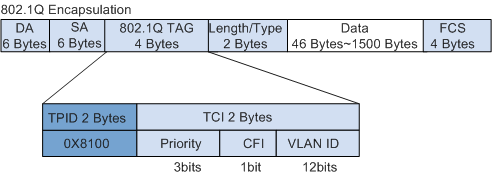 802.1Q Encapsulation
DA SA 802.1Q TAG Length/Type Data FCS
6 Bytes 6 Bytes 4 Bytes 2 Bytes 46 Bytes~1500 Bytes 4 Bytes
TPID 2 Bytes TCI 2 Bytes
0X8100 Priority CFI VLAN ID
3bits 1bit 12bits